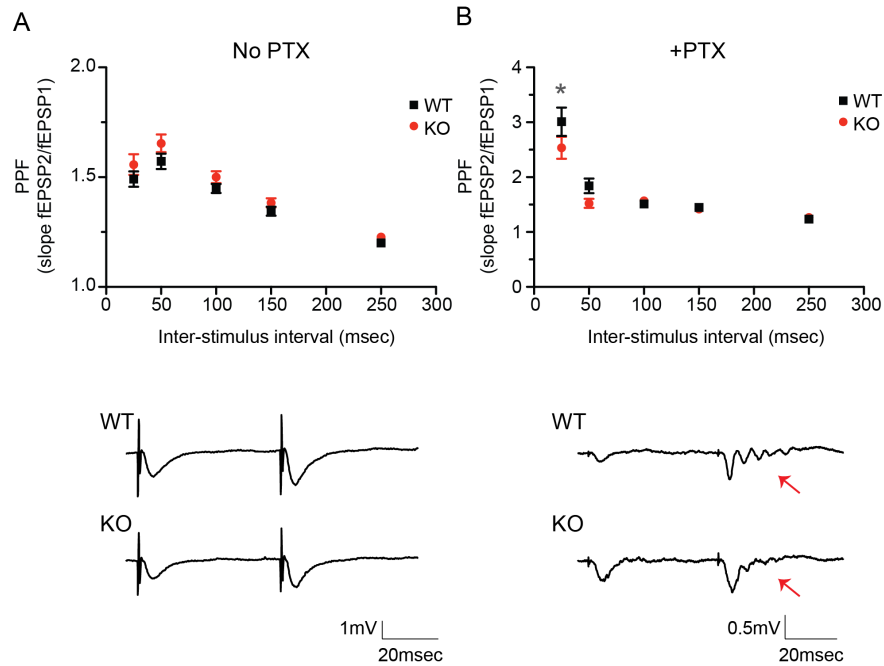 A
No PTX
PPF
(slope fEPSP2/fEPSP1)
2.0
1.5
1.0
0 50 100 150 200 250 300
Inter-stimulus interval (msec)
WT
KO
B
+PTX
PPF
(slope fEPSP2/fEPSP1)
4
3
2
1
0
*
0 50 100 150 200 250 300
Inter-stimulus interval (msec)
WT
KO
WT
KO
1mV
20msec
WT
KO
0.5mV
20msec